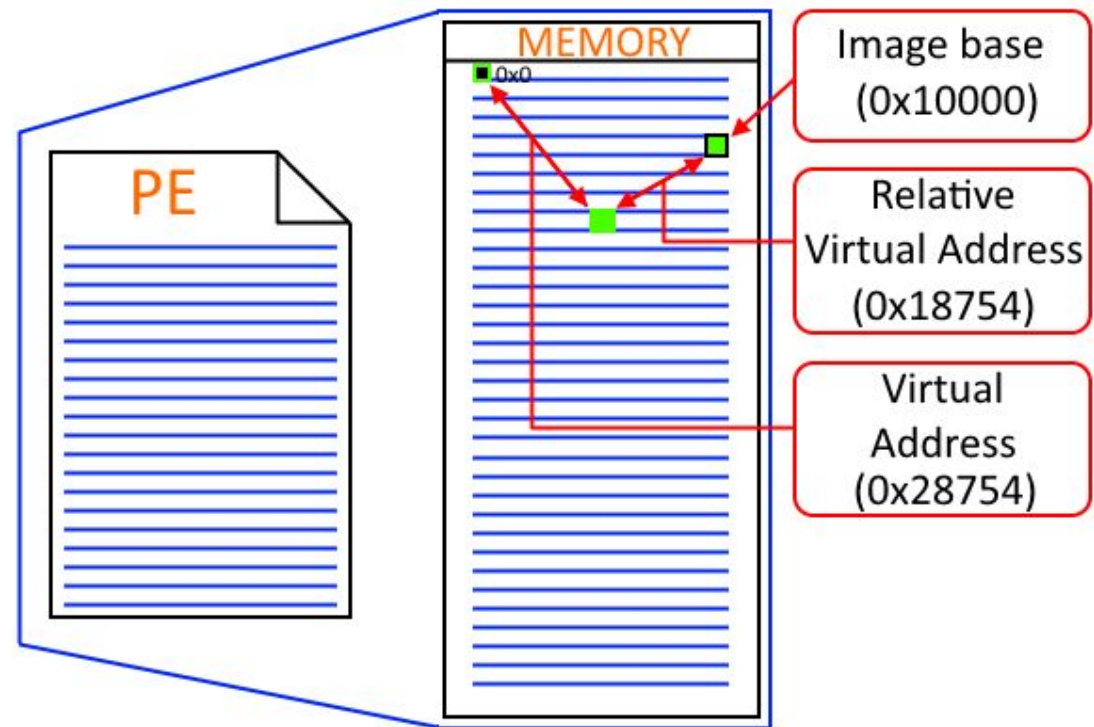 PE
MEMORY
0x0
Image base
(0x10000)
Relative
Virtual Address
(0x18754)
Virtual
Address
(0x28754)